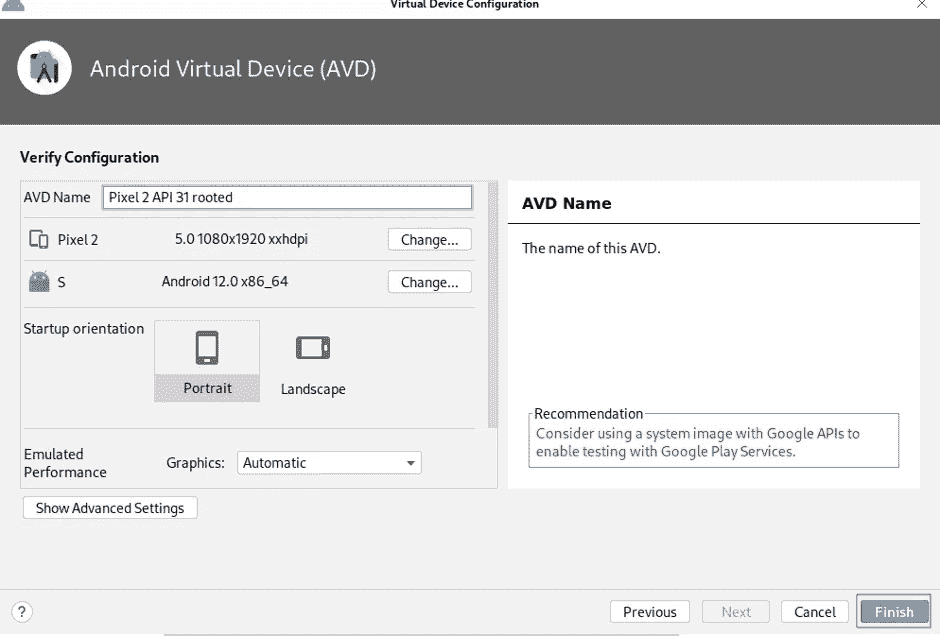 Virtual Device Configuration
Android Virtual Device (AVD)
Verify Configuration
AVD Name Pixel 2 API 31 rooted
Pixel 2 5.0 1080x1920 xxhdpi Change...
S Android 12.0 x86_64 Change...
Startup orientation
Portrait
Landscape
Emulated
Performance
Graphics: Automatic
Show Advanced Settings
AVD Name
The name of this AVD.
Recommendation
Consider using a system image with Google APIs to
enable testing with Google Play Services.
?
Previous Next Cancel Finish